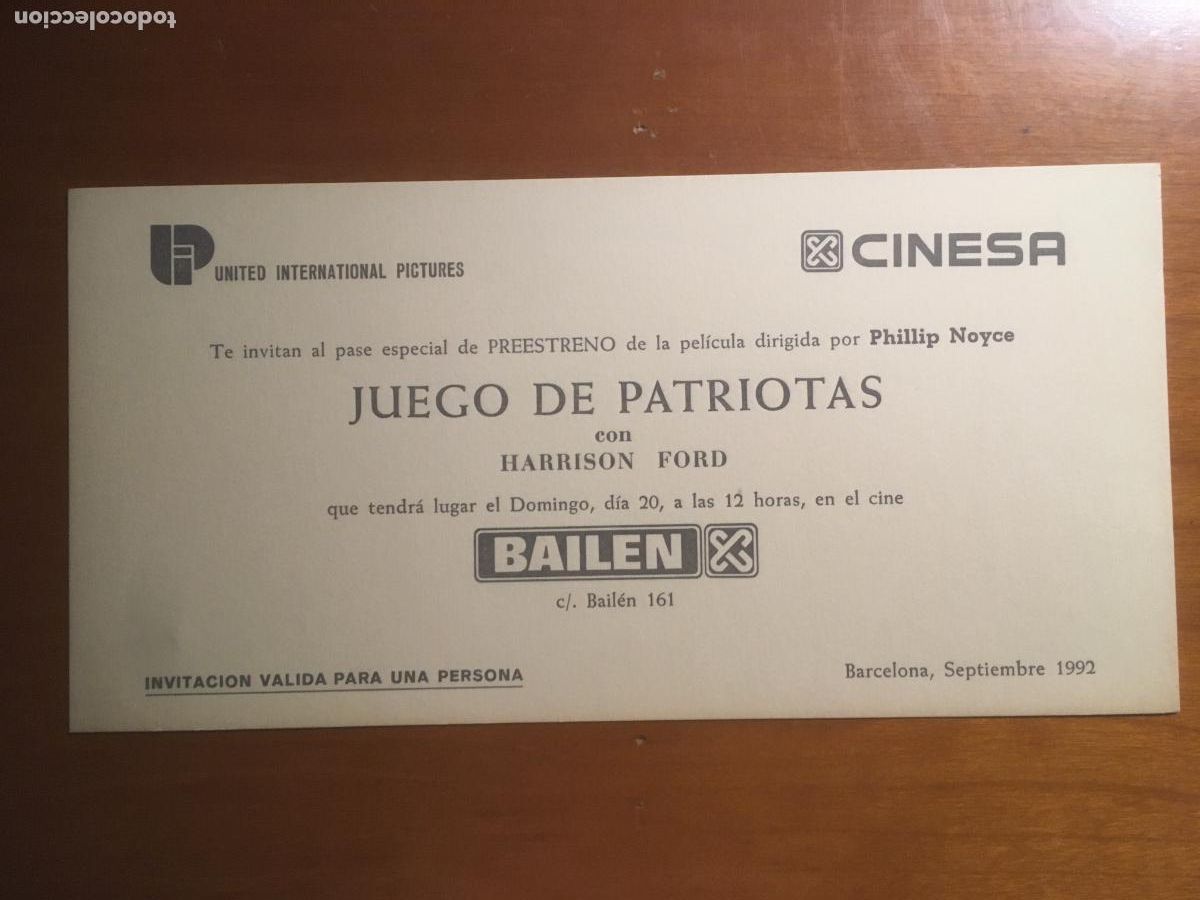 todocoleccion
UNITED INTERNATIONAL PICTURES
CINESA
Te invitan al pase especial de PREESTRENO de la película dirigida por Phillip Noyce
JUEGO DE PATRIOTAS
con
HARRISON FORD
que tendrá lugar el Domingo, día 20, a las 12 horas, en el cine
BAILEN
c/. Bailén 161
INVITACION VALIDA PARA UNA PERSONA
Barcelona, Septiembre 1992